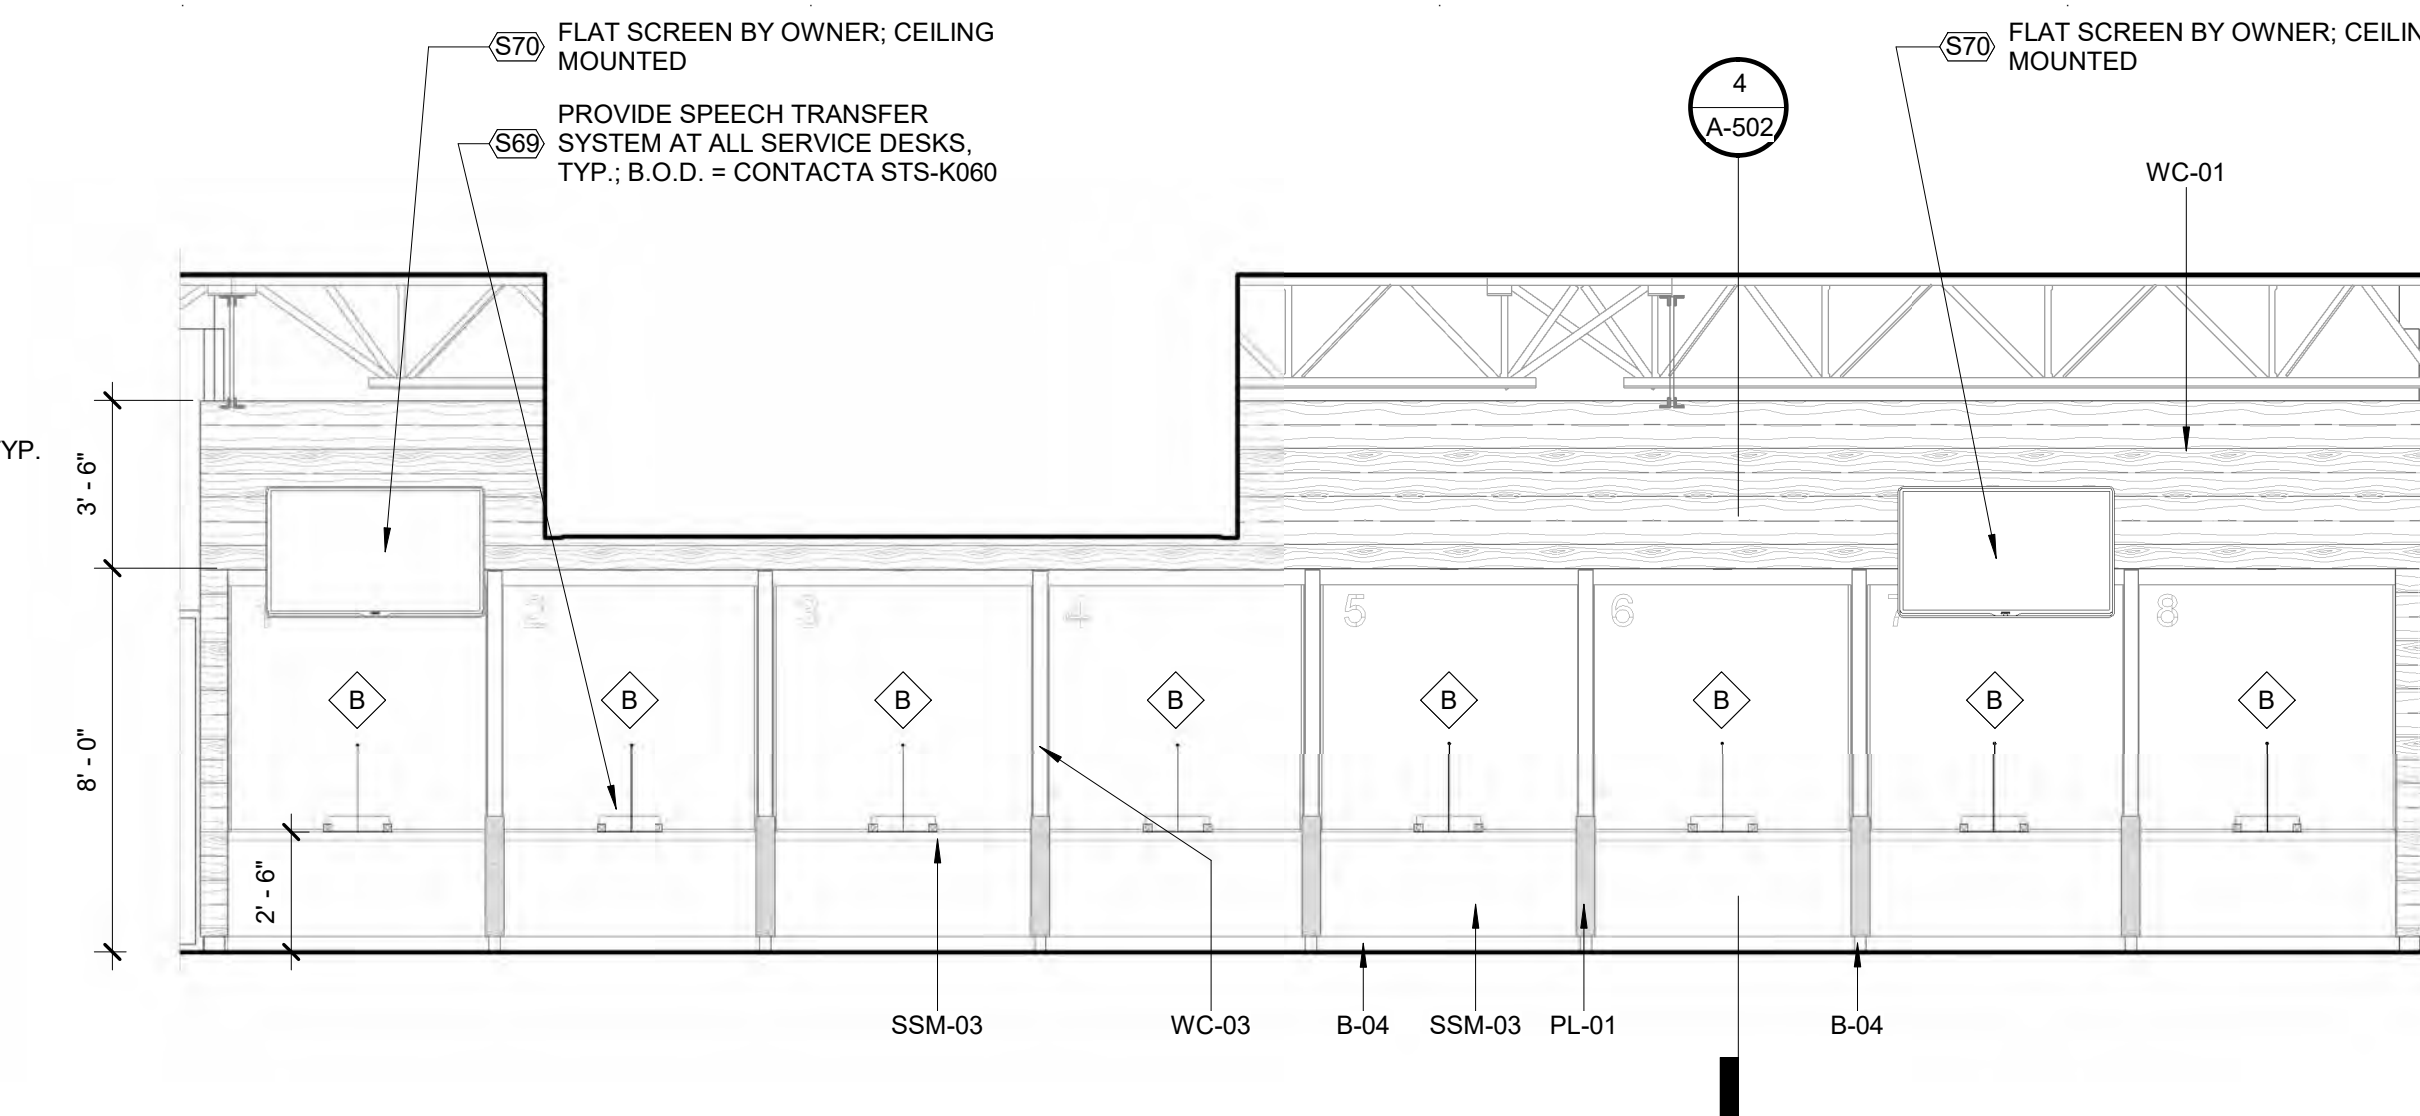 S70
FLAT SCREEN BY OWNER; CEILING
MOUNTED
S69
PROVIDE SPEECH TRANSFER
SYSTEM AT ALL SERVICE DESKS,
TYP.; B.O.D. = CONTACTA STS-K060
4
A-502
S70
FLAT SCREEN BY OWNER; CEILIN
MOUNTED
WC-01
YP.
3' - 6"
8' - 0"
2' - 6"
1
2
3
4
5
6
7
8
B
B
B
B
B
B
B
B
SSM-03
WC-03
B-04
SSM-03
PL-01
B-04